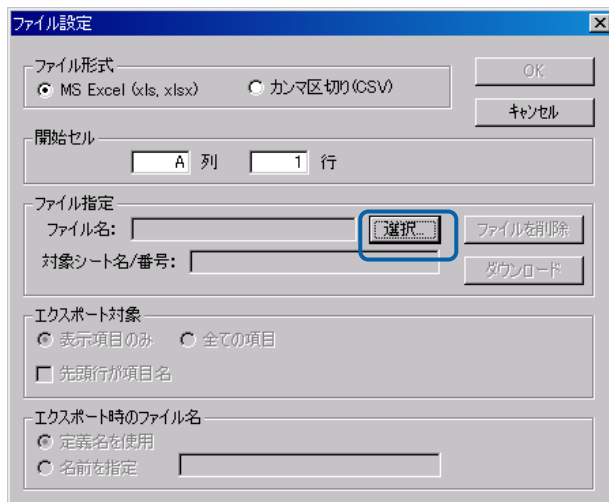 ファイル設定
ファイル形式
MS Excel (xls, xlsx) カンマ区切り(CSV)
OK
キャンセル
開始セル
A 列 1 行
ファイル指定
ファイル名: 選択... ファイルを削除
対象シート名/番号: ダウンロード
エクスポート対象
表示項目のみ 全ての項目
先頭行が項目名
エクスポート時のファイル名
定義名を使用
名前を指定